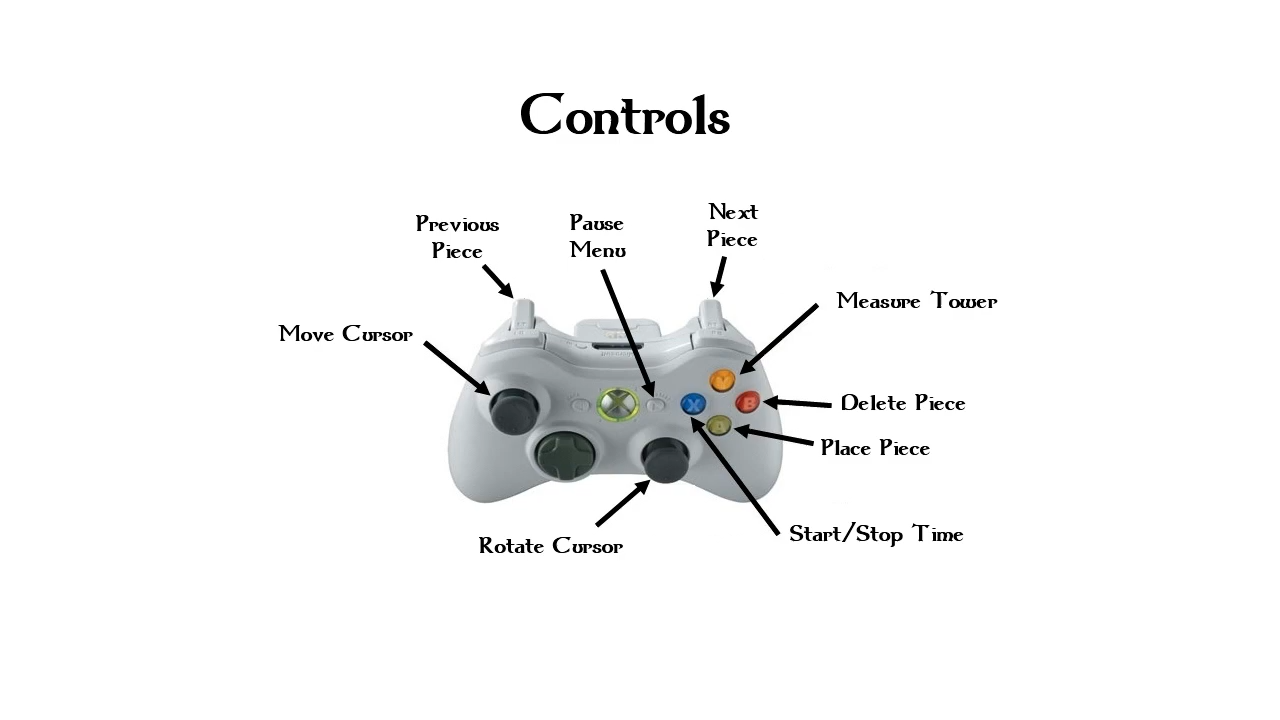 Controls
Previous
Piece
Pause
Menu
Next
Piece
Measure Tower
Move Cursor
Delete Piece
Place Piece
Start/Stop Time
Rotate Cursor
Y
X
B
A